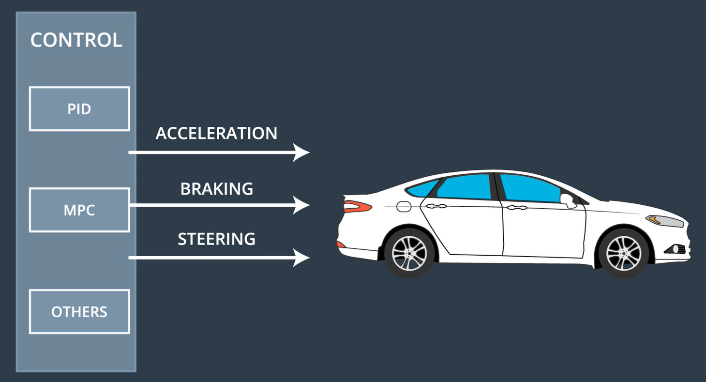 CONTROL
PID
ACCELERATION
BRAKING
MPC
STEERING
OTHERS